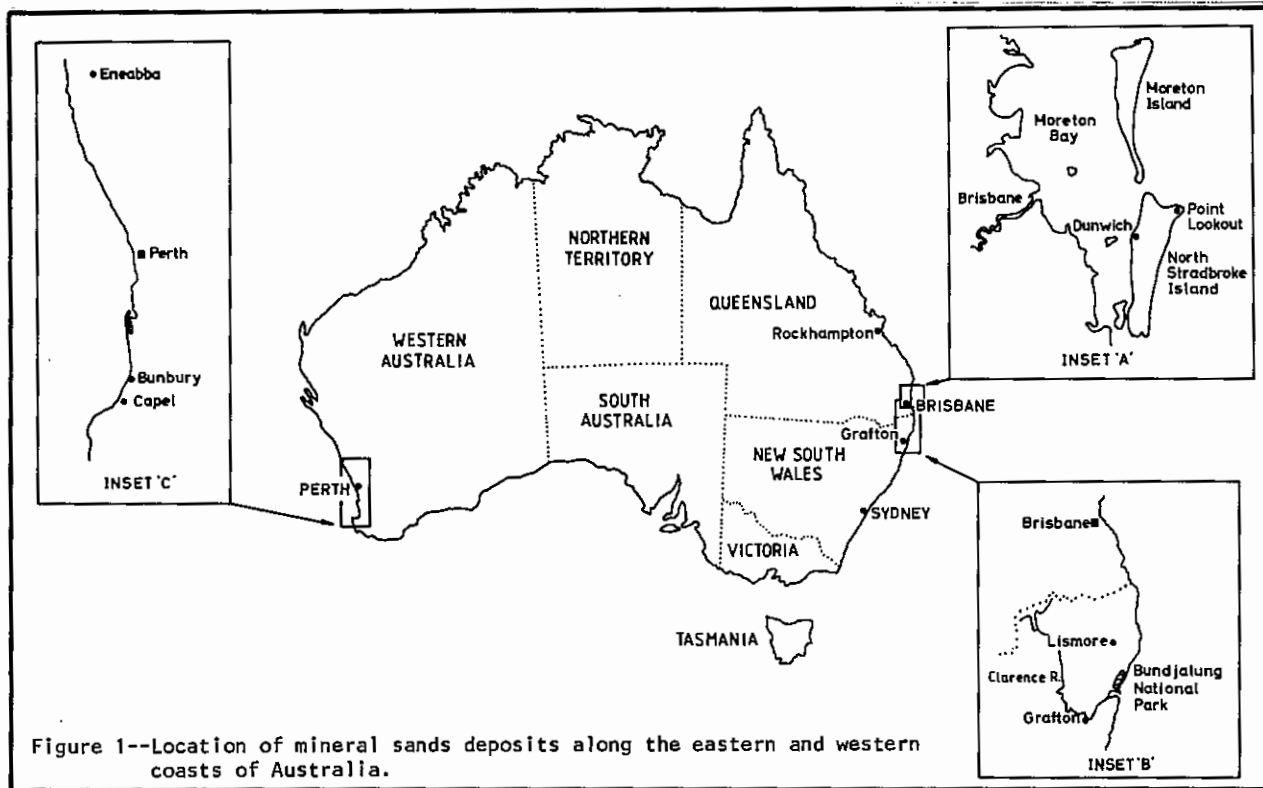 Eneabba
Perth
Bunbury
Capel
INSET 'C'
NORTHERN
TERRITORY
WESTERN
AUSTRALIA
SOUTH
AUSTRALIA
QUEENSLAND
Rockhampton
BRISBANE
Grafton
NEW SOUTH
WALES
PERTH
SYDNEY
VICTORIA
TASMANIA
Moreton
Island
Moreton
Bay
Brisbane
Dunwich
Point
Lookout
North
Stradbroke
Island
INSET 'A'
Brisbane
Lismore
Clarence R.
Bundjalung
National
Park
Grafton
INSET 'B'
Figure 1--Location of mineral sands deposits along the eastern and western
coasts of Australia.